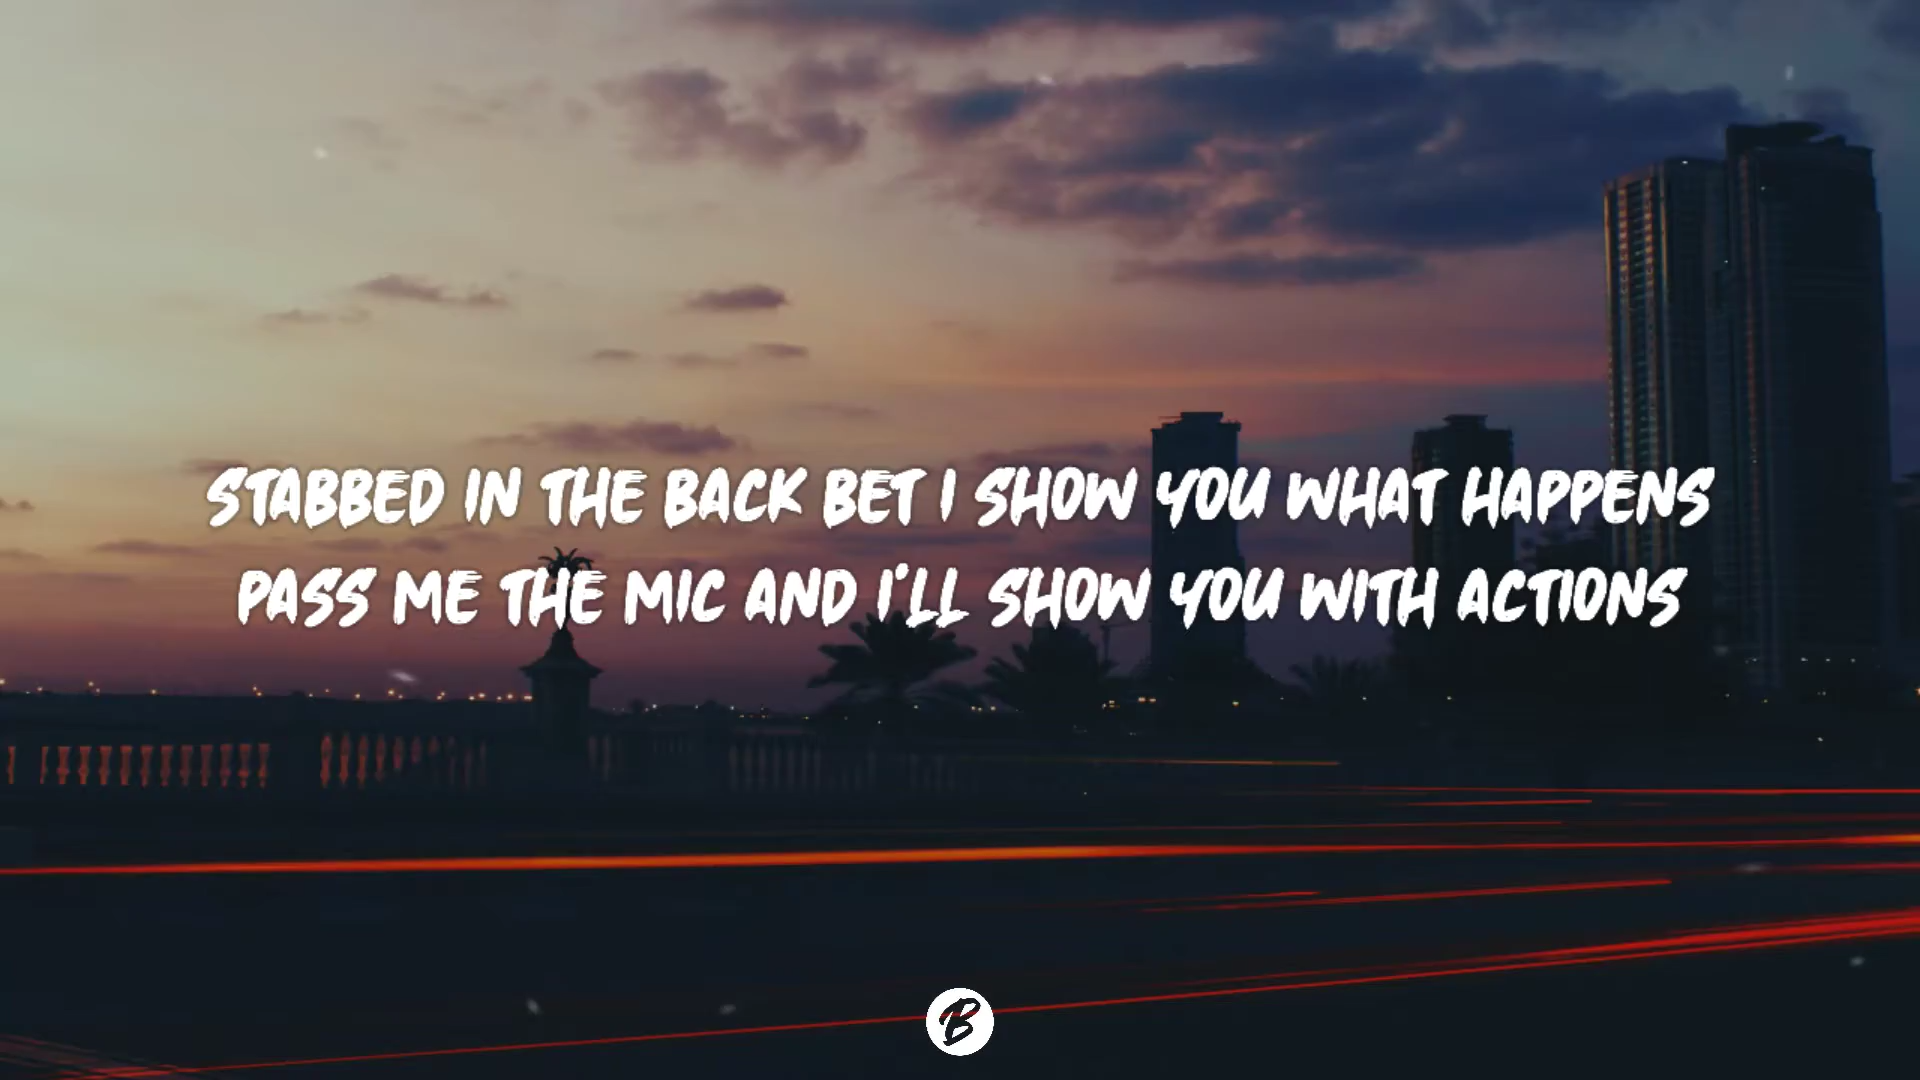 STABBED IN THE BACK BET I SHOW YOU WHAT HAPPENS
PASS ME THE MIC AND I'LL SHOW YOU WITH ACTIONS
B